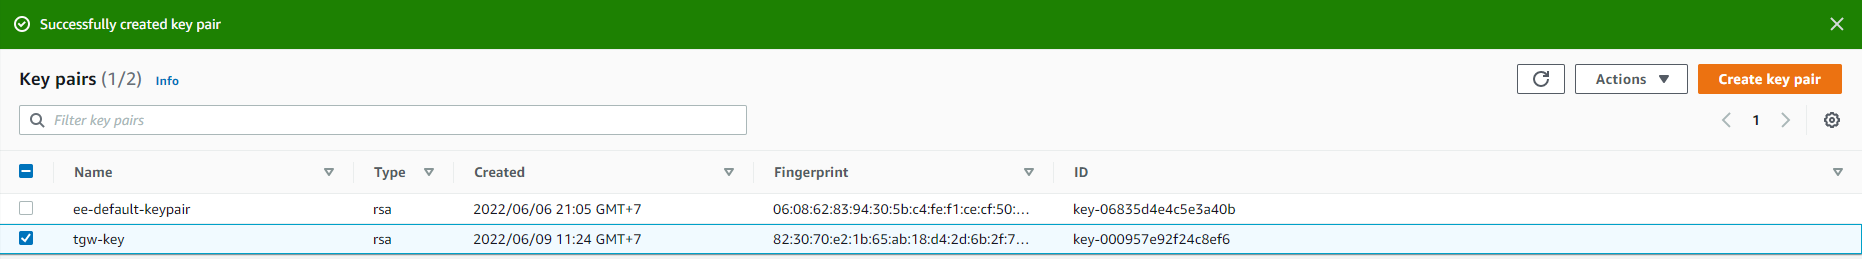 Successfully created key pair
Key pairs (1/2) Info
Actions
Create key pair
Filter key pairs
1
Name Type Created Fingerprint ID
ee-default-keypair rsa 2022/06/06 21:05 GMT+7 06:08:62:83:94:30:5b:c4:fe:f1:ce:cf:50:... key-06835d4e4c5e3a40b
tgw-key rsa 2022/06/09 11:24 GMT+7 82:30:70:e2:1b:65:ab:18:d4:2d:6b:2f:7... key-000957e92f24c8ef6